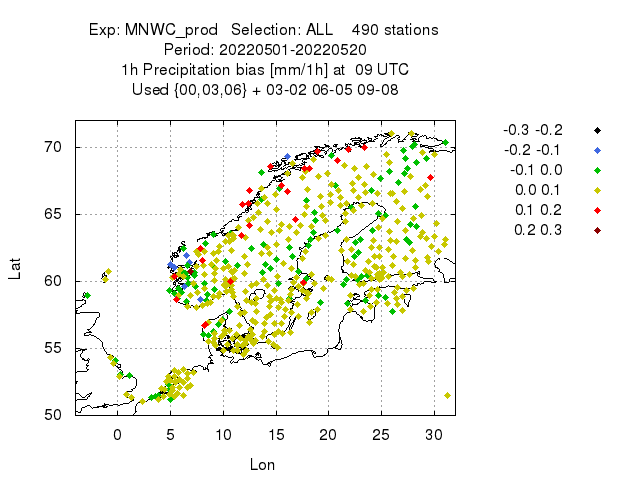 Exp: MNWC_prod   Selection: ALL    490 stations
Period: 20220501-20220520
1h Precipitation bias [mm/1h] at  09 UTC
Used {00,03,06} + 03-02 06-05 09-08
-0.3 -0.2
-0.2 -0.1
-0.1 0.0
0.0 0.1
0.1 0.2
0.2 0.3
70
65
60
55
50
Lat
0 5 10 15 20 25 30
Lon